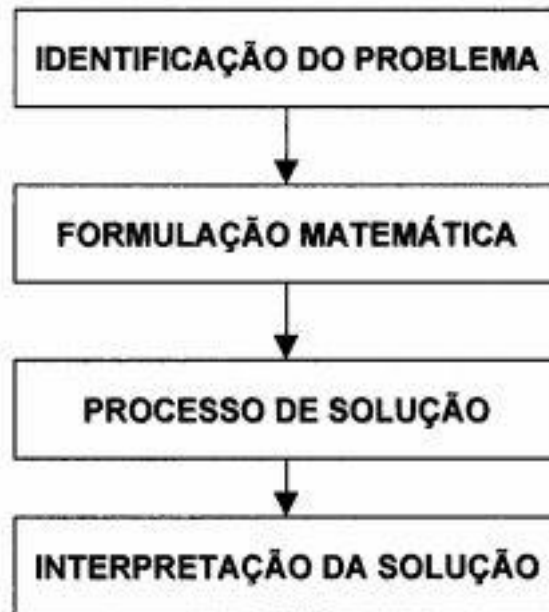 IDENTIFICAÇÃO DO PROBLEMA
FORMULAÇÃO MATEMÁTICA
PROCESSO DE SOLUÇÃO
INTERPRETAÇÃO DA SOLUÇÃO